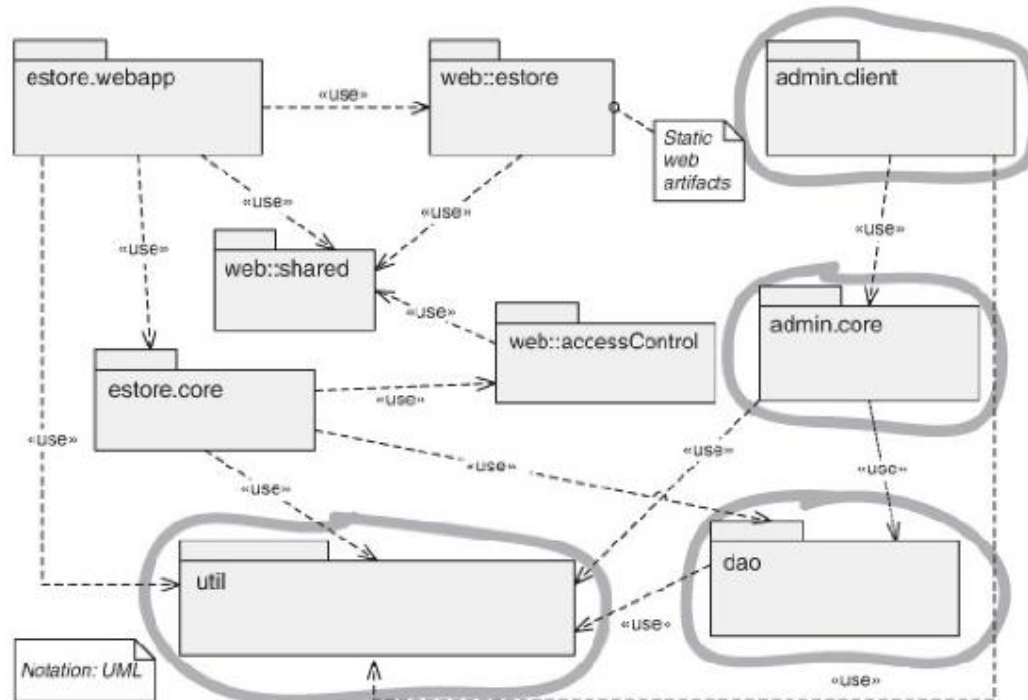 estore.webapp
«use»
web::estore
admin.client
Static
web
artifacts
«use»
«use»
«use»
«use»
web::shared
«use»
web::accessControl
admin.core
estore.core
«use»
«use»
«use»
«use»
«use»
«use»
util
dao
«use»
Notation: UML
«use»